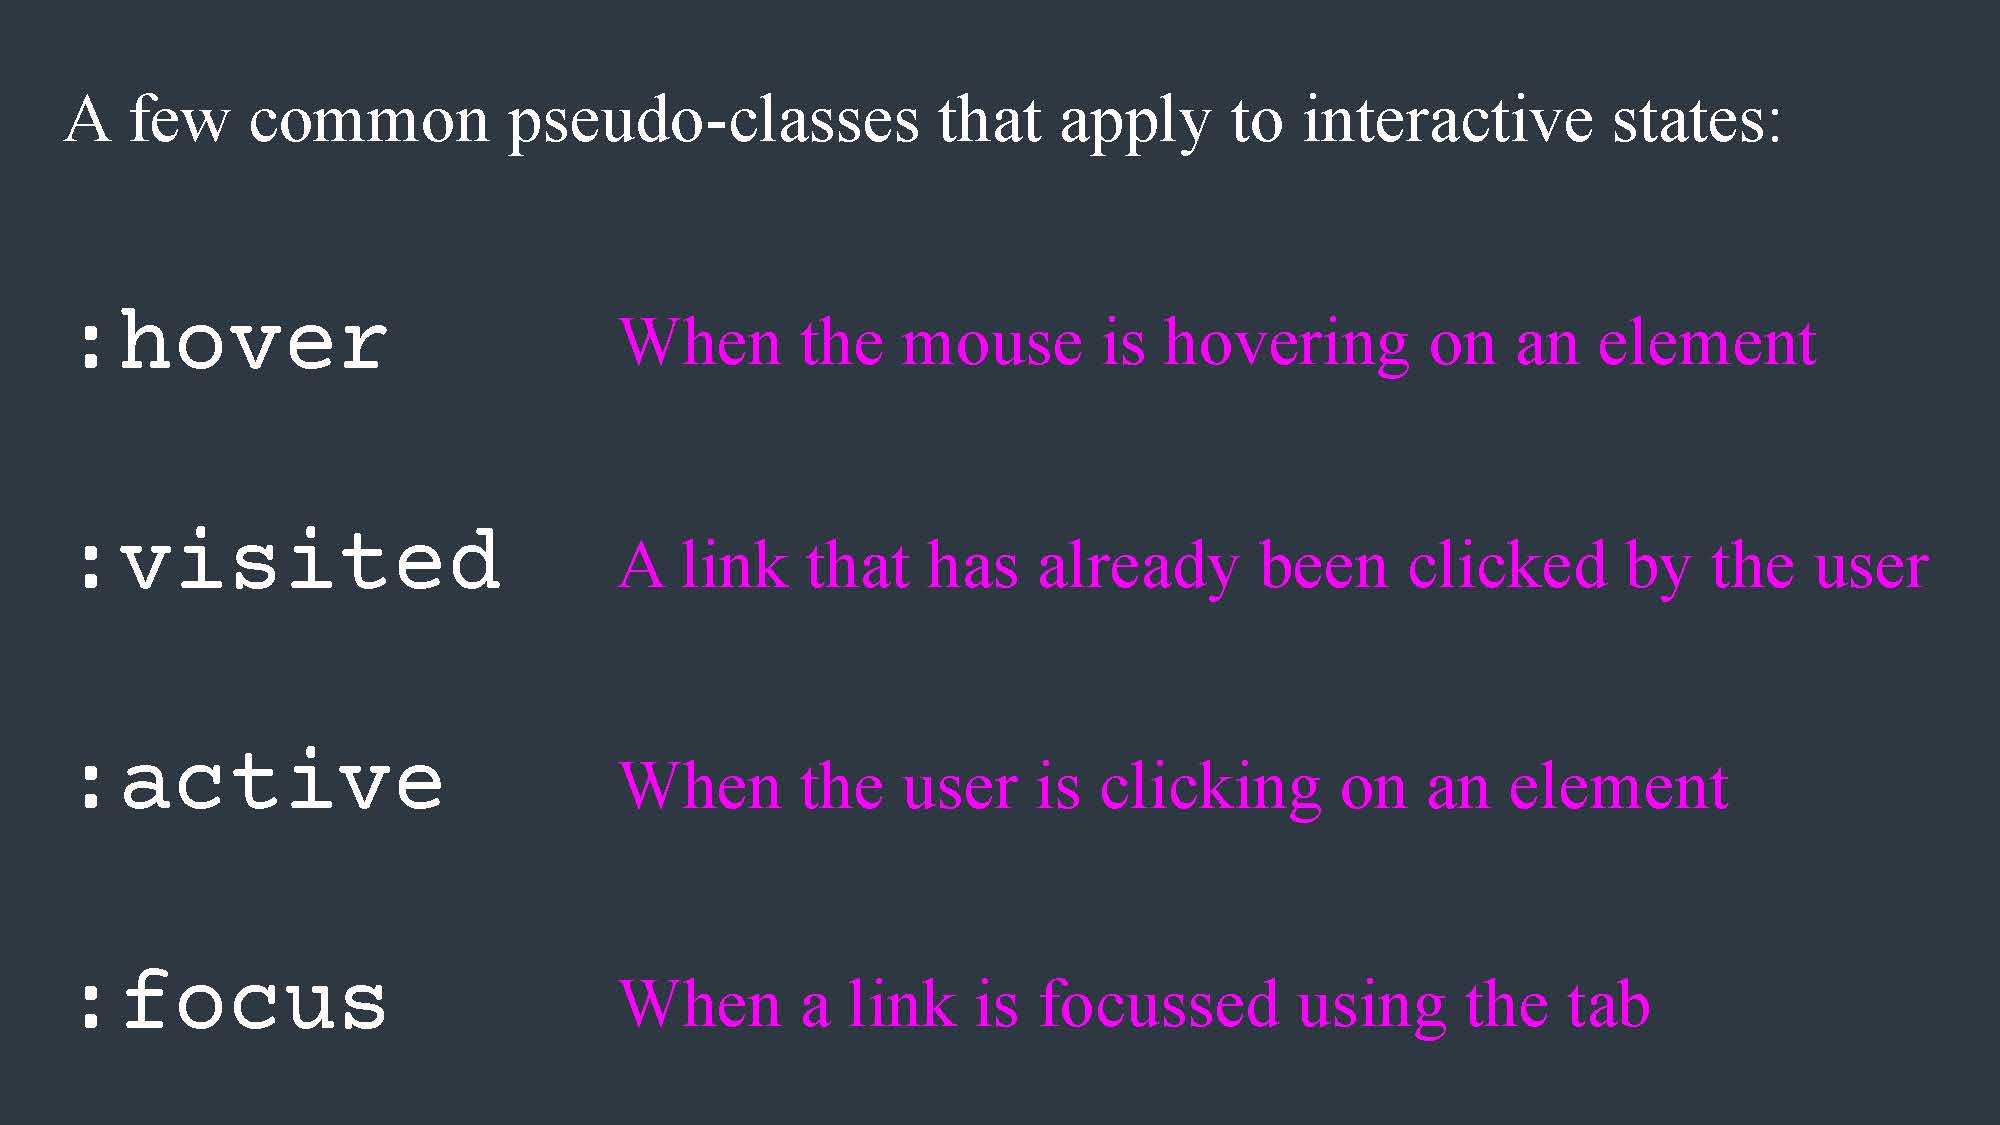 A few common pseudo-classes that apply to interactive states:
:hover When the mouse is hovering on an element
:visited A link that has already been clicked by the user
:active When the user is clicking on an element
:focus When a link is focussed using the tab